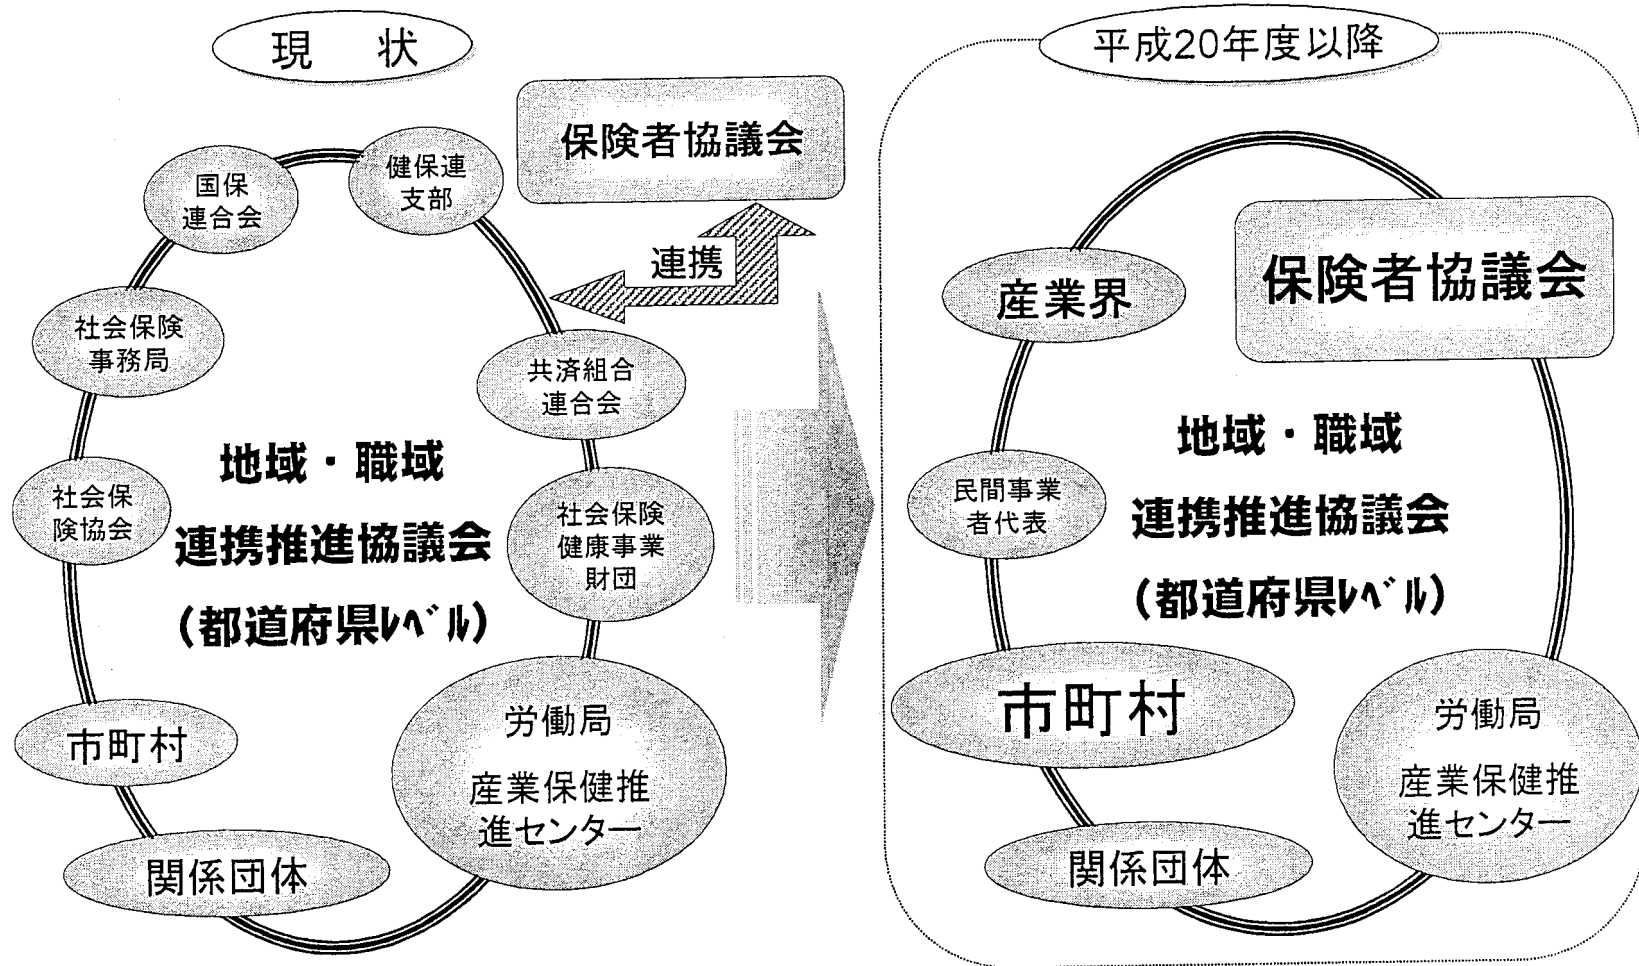 現 状
保険者協議会
国保
連合会
健保連
支部
連携
社会保険
事務局
共済組合
連合会
社会保
険協会
社会保険
健康事業
財団
地域・職域
連携推進協議会
(都道府県ﾚﾍﾞﾙ)
市町村
労働局
産業保健推
進センター
関係団体
平成20年度以降
保険者協議会
産業界
民間事業
者代表
地域・職域
連携推進協議会
(都道府県ﾚﾍﾞﾙ)
市町村
労働局
産業保健推
進センター
関係団体